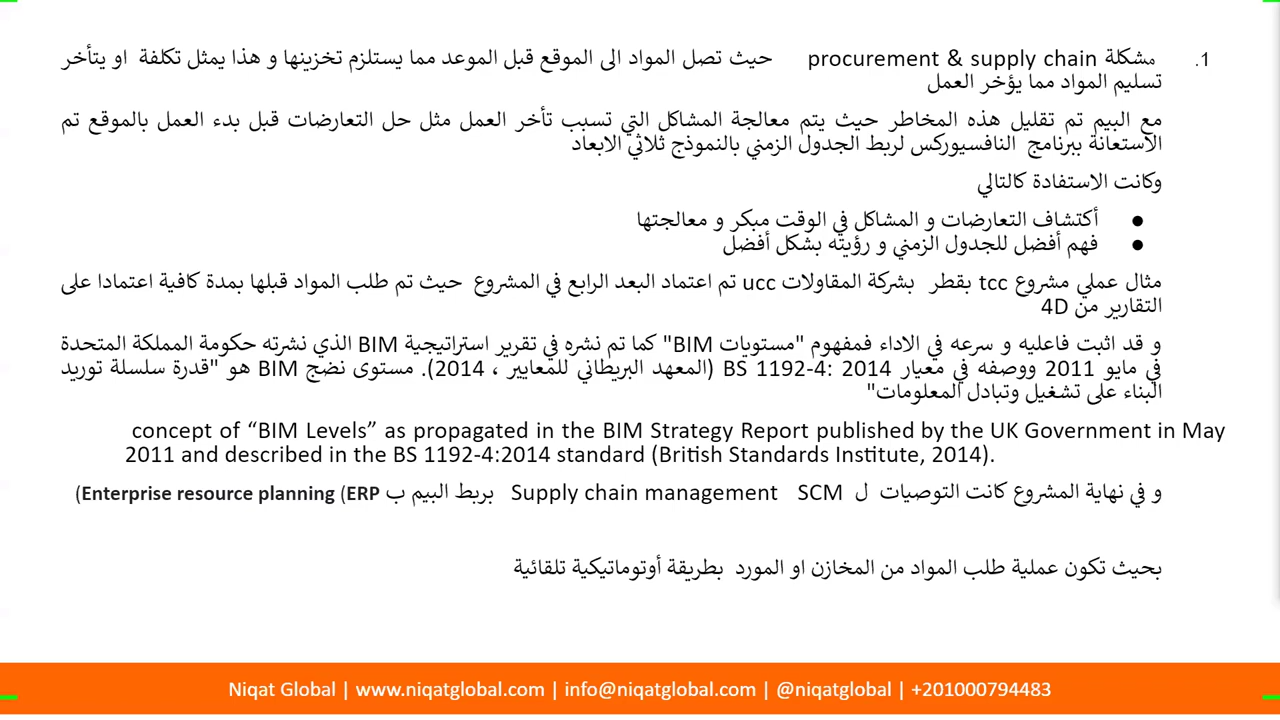 1. مشكلة procurement & supply chain حيث تصل المواد الى الموقع قبل الموعد مما يستلزم تخزينها و هذا يمثل تكلفة او يتأخر
تسليم المواد مما يؤخر العمل
مع البيم تم تقليل هذه المخاطر حيث يتم معالجة المشاكل التي تسبب تأخر العمل مثل حل التعارضات قبل بدء العمل بالموقع تم
الاستعانة ببرنامج النافسيوركس لربط الجدول الزمني بالنموذج ثلاثي الابعاد
وكانت الاستفادة كالتالي
● أكتشاف التعارضات و المشاكل في الوقت مبكر و معالجتها
● فهم أفضل للجدول الزمني و رؤيته بشكل أفضل
مثال عملي مشروع tcc بقطر بشركة المقاولات ucc تم اعتماد البعد الرابع في المشروع حيث تم طلب المواد قبلها بمدة كافية اعتمادا على
التقارير من 4D
و قد اثبت فاعليه و سرعه في الاداء فمفهوم "مستويات BIM" كما تم نشره في تقرير استراتيجية BIM الذي نشرته حكومة المملكة المتحدة
في مايو 2011 ووصفه في معيار BS 1192-4: 2014 (المعهد البريطاني للمعايير ، 2014). مستوى نضج BIM هو "قدرة سلسلة توريد
البناء على تشغيل وتبادل المعلومات"
concept of “BIM Levels” as propagated in the BIM Strategy Report published by the UK Government in May
2011 and described in the BS 1192-4:2014 standard (British Standards Institute, 2014).
و في نهاية المشروع كانت التوصيات ل Supply chain management SCM بربط البيم ب Enterprise resource planning (ERP)
بحيث تكون عملية طلب المواد من المخازن او المورد بطريقة أوتوماتيكية تلقائية
Niqat Global | www.niqatglobal.com | info@niqatglobal.com | @niqatglobal | +201000794483